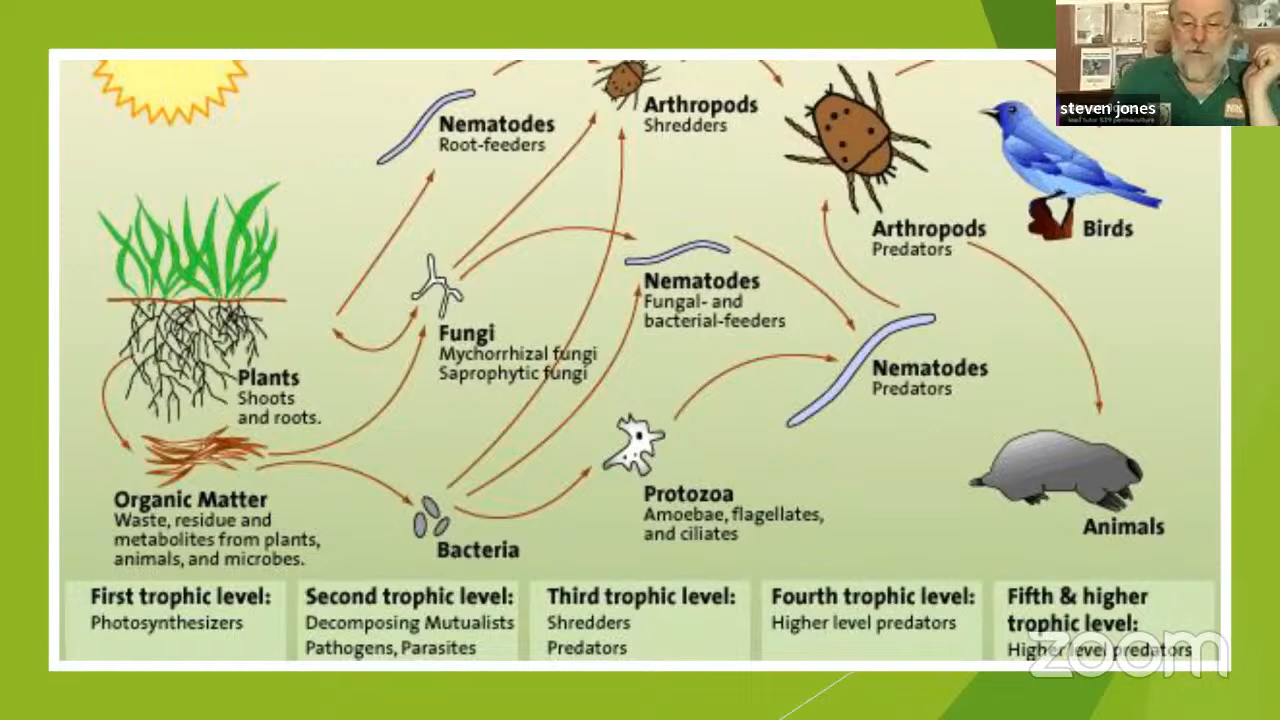 steven jones
Nematodes
Root-feeders
Arthropods
Shredders
Arthropods
Predators
Birds
Nematodes
Fungal- and
bacterial-feeders
Fungi
Mychorrhizal fungi
Saprophytic fungi
Plants
Shoots
and roots.
Nematodes
Predators
Organic Matter
Waste, residue and
metabolites from plants,
animals, and microbes.
Bacteria
Protozoa
Amoebae, flagellates,
and ciliates
Animals
First trophic level:
Photosynthesizers
Second trophic level:
Decomposing Mutualists
Pathogens, Parasites
Third trophic level:
Shredders
Predators
Fourth trophic level:
Higher level predators
Fifth & higher
trophic level:
Higher level predators
zoom